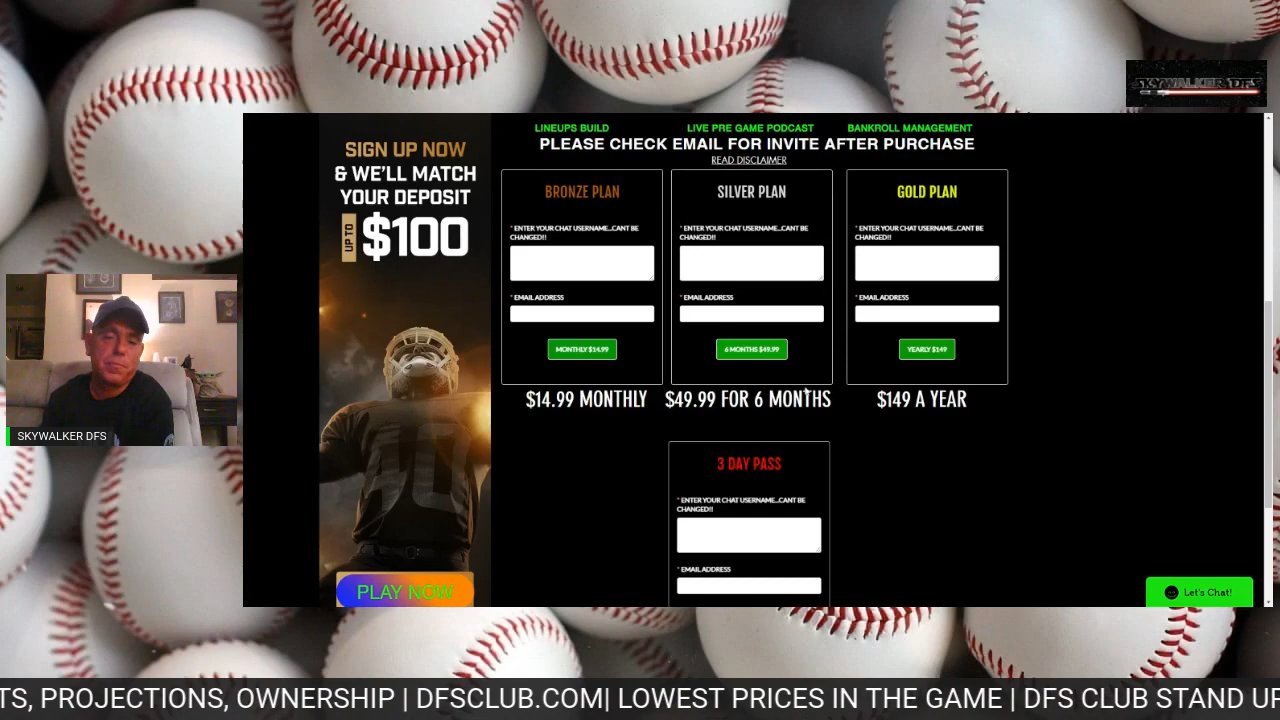 SKYWALKER DFS
LINEUPS BUILD
LIVE PRE GAME PODCAST
BANKROLL MANAGEMENT
PLEASE CHECK EMAIL FOR INVITE AFTER PURCHASE
READ DISCLAIMER
SIGN UP NOW
& WE'LL MATCH
YOUR DEPOSIT
UP TO $100
PLAY NOW
BRONZE PLAN
* ENTER YOUR CHAT USERNAME...CANT BE
CHANGED!!
* EMAIL ADDRESS
MONTHLY $14.99
$14.99 MONTHLY
SILVER PLAN
* ENTER YOUR CHAT USERNAME...CANT BE
CHANGED!!
* EMAIL ADDRESS
6 MONTHS $49.99
$49.99 FOR 6 MONTHS
GOLD PLAN
* ENTER YOUR CHAT USERNAME...CANT BE
CHANGED!!
* EMAIL ADDRESS
YEARLY $149
$149 A YEAR
3 DAY PASS
* ENTER YOUR CHAT USERNAME...CANT BE
CHANGED!!
* EMAIL ADDRESS
Let's Chat!
SKYWALKER DFS
TS, PROJECTIONS, OWNERSHIP | DFSCLUB.COM| LOWEST PRICES IN THE GAME | DFS CLUB STAND UP